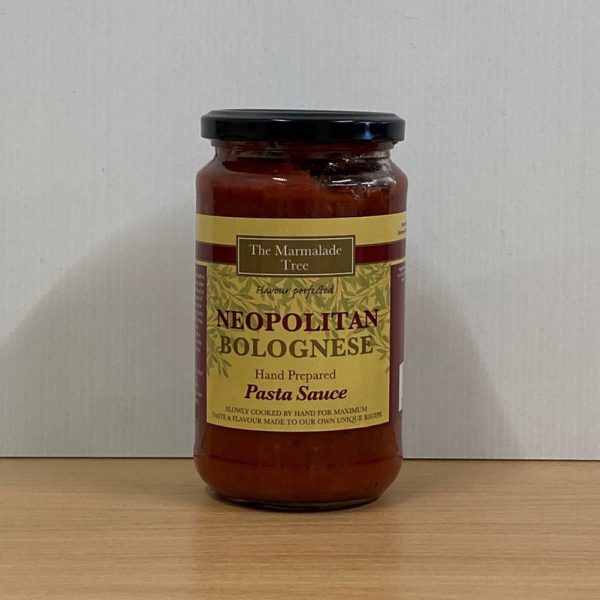 The Marmalade
Tree
Flavour perfected
NEOPOLITAN
BOLOGNESE
Hand Prepared
Pasta Sauce
SLOWLY COOKED BY HAND FOR MAXIMUM
TASTE & FLAVOUR MADE TO OUR OWN UNIQUE RECIPE